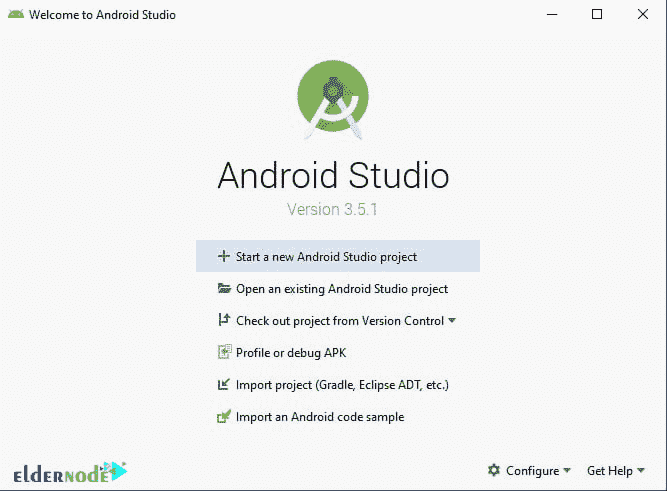 Welcome to Android Studio
Android Studio
Version 3.5.1
Start a new Android Studio project
Open an existing Android Studio project
Check out project from Version Control
Profile or debug APK
Import project (Gradle, Eclipse ADT, etc.)
Import an Android code sample
elderNode
Configure
Get Help